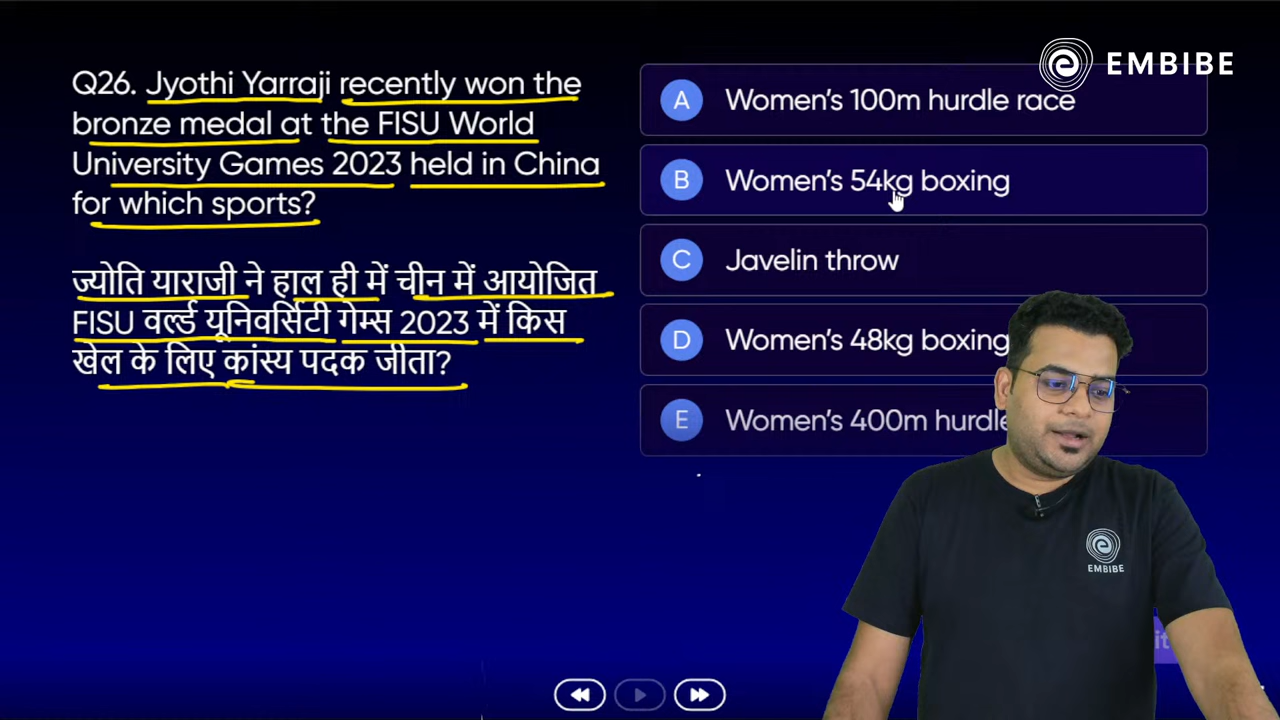 EMBIBE
Q26. Jyothi Yarraji recently won the
bronze medal at the FISU World
University Games 2023 held in China
for which sports?
ज्योति याराजी ने हाल ही में चीन में आयोजित
FISU वर्ल्ड यूनिवर्सिटी गेम्स 2023 में किस
खेल के लिए कांस्य पदक जीता?
A Women's 100m hurdle race
B Women's 54kg boxing
C Javelin throw
D Women's 48kg boxing
E Women's 400m
EMBIBE